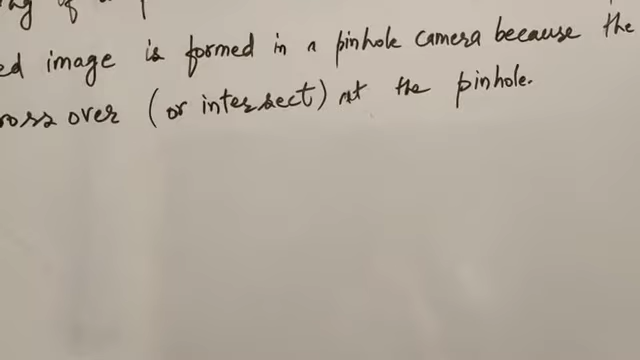 ed image is formed in a pinhole camera because the
ross over (or intersect) at the pinhole.